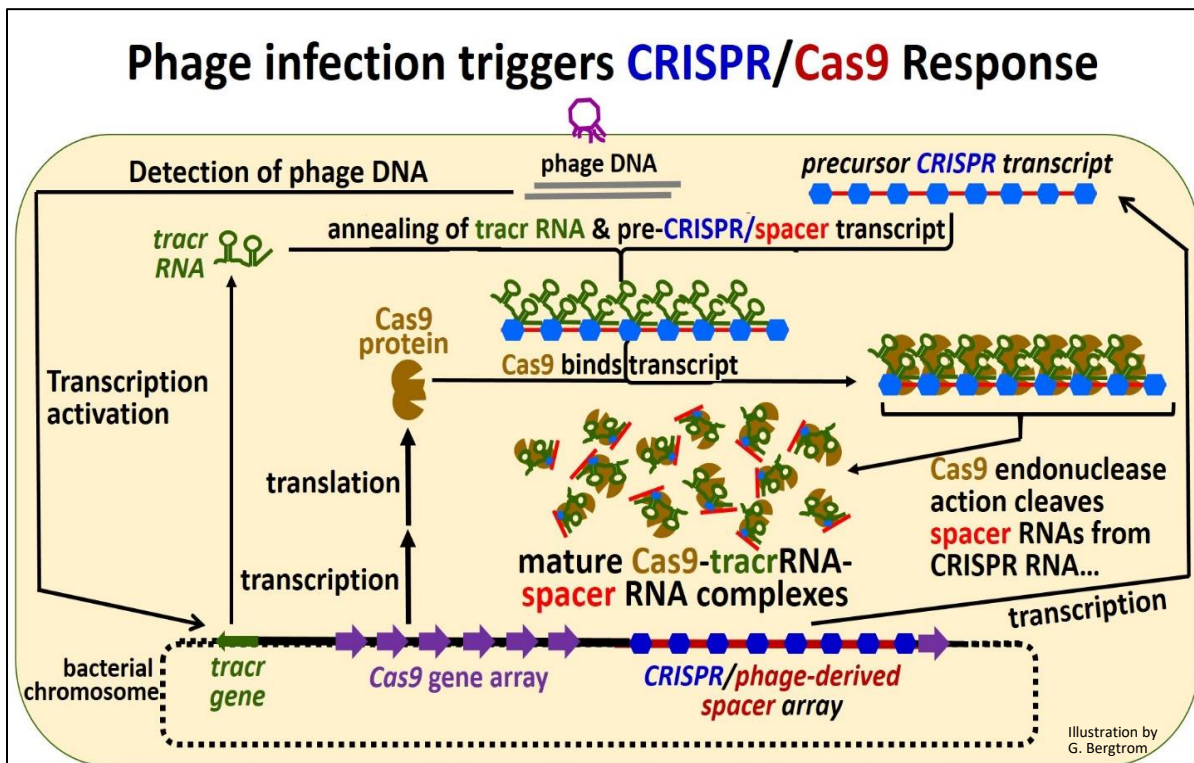 Phage infection triggers CRISPR/Cas9 Response
phage DNA
Detection of phage DNA
precursor CRISPR transcript
annealing of tracr RNA & pre-CRISPR/spacer transcript
tracr
RNA
Cas9
protein
Cas9 binds transcript
Transcription
activation
translation
transcription
mature Cas9-tracrRNA-
spacer RNA complexes
Cas9 endonuclease
action cleaves
spacer RNAs from
CRISPR RNA...
transcription
bacterial
chromosome
tracr
gene
Cas9 gene array
CRISPR/phage-derived
spacer array
Illustration by
G. Bergtrom